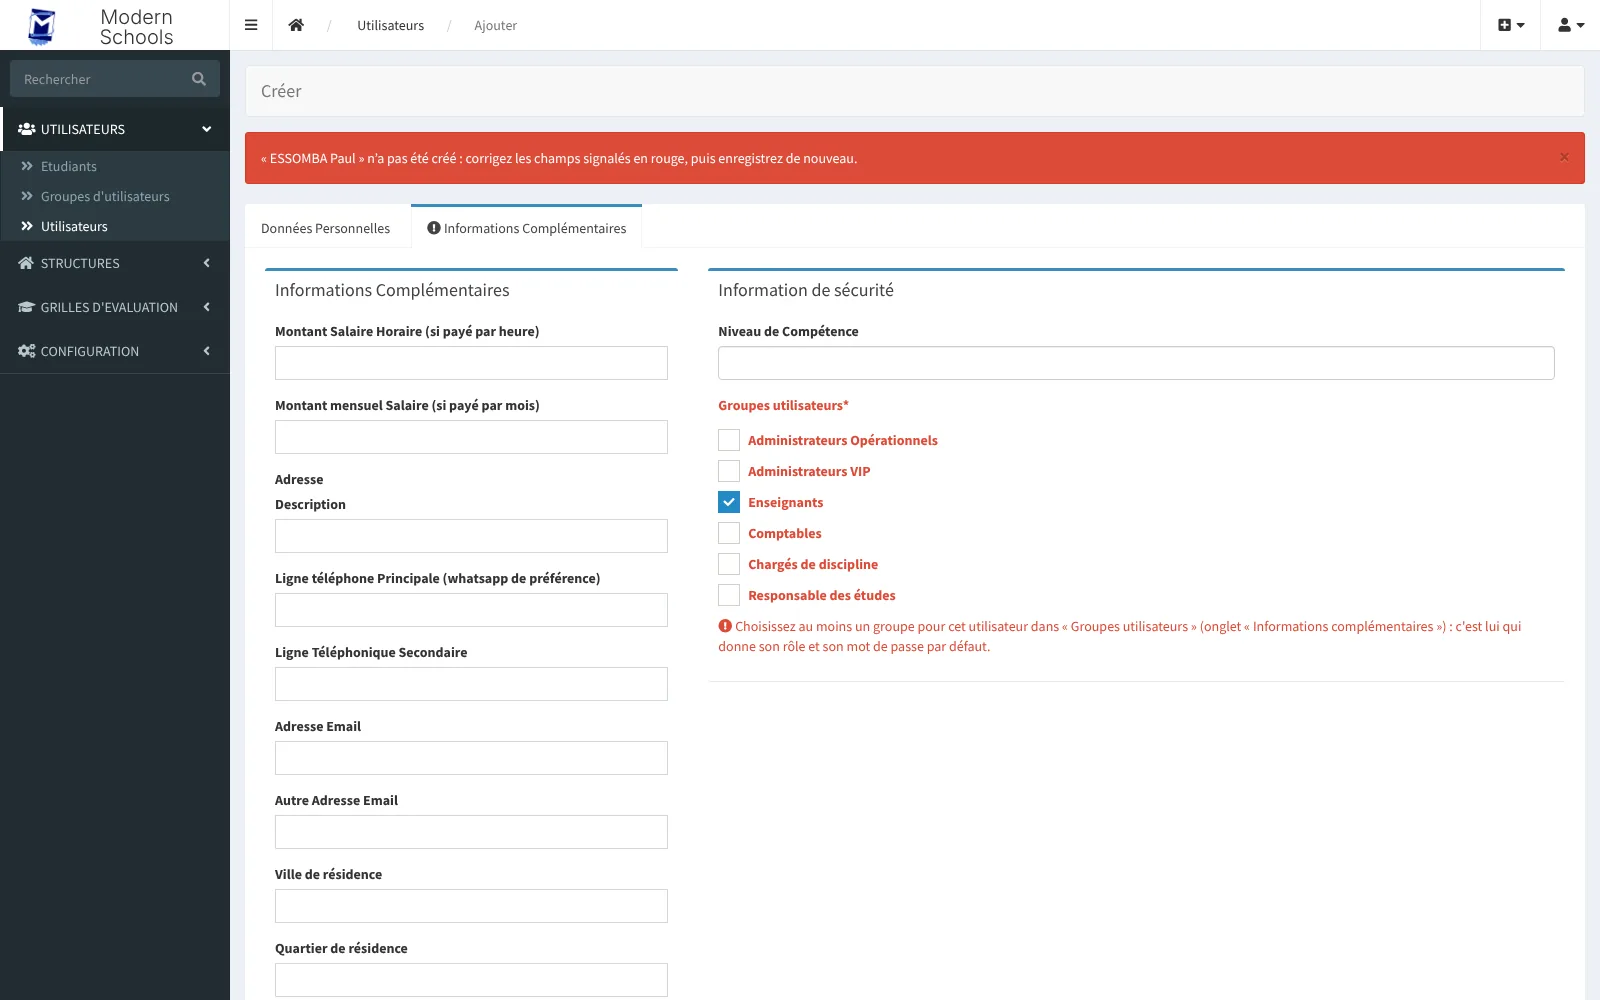 Modern
Schools
Utilisateurs
Ajouter
Rechercher
UTILISATEURS
Etudiants
Groupes d'utilisateurs
Utilisateurs
STRUCTURES
GRILLES D'EVALUATION
CONFIGURATION
Créer
« ESSOMBA Paul » n’a pas été créé : corrigez les champs signalés en rouge, puis enregistrez de nouveau.
×
Données Personnelles
Informations Complémentaires
Informations Complémentaires
Montant Salaire Horaire (si payé par heure)
Montant mensuel Salaire (si payé par mois)
Adresse
Description
Ligne téléphone Principale (whatsapp de préférence)
Ligne Téléphonique Secondaire
Adresse Email
Autre Adresse Email
Ville de résidence
Quartier de résidence
Information de sécurité
Niveau de Compétence
Groupes utilisateurs*
Administrateurs Opérationnels
Administrateurs VIP
Enseignants
Comptables
Chargés de discipline
Responsable des études
Choisissez au moins un groupe pour cet utilisateur dans « Groupes utilisateurs » (onglet « Informations complémentaires ») : c'est lui qui
donne son rôle et son mot de passe par défaut.